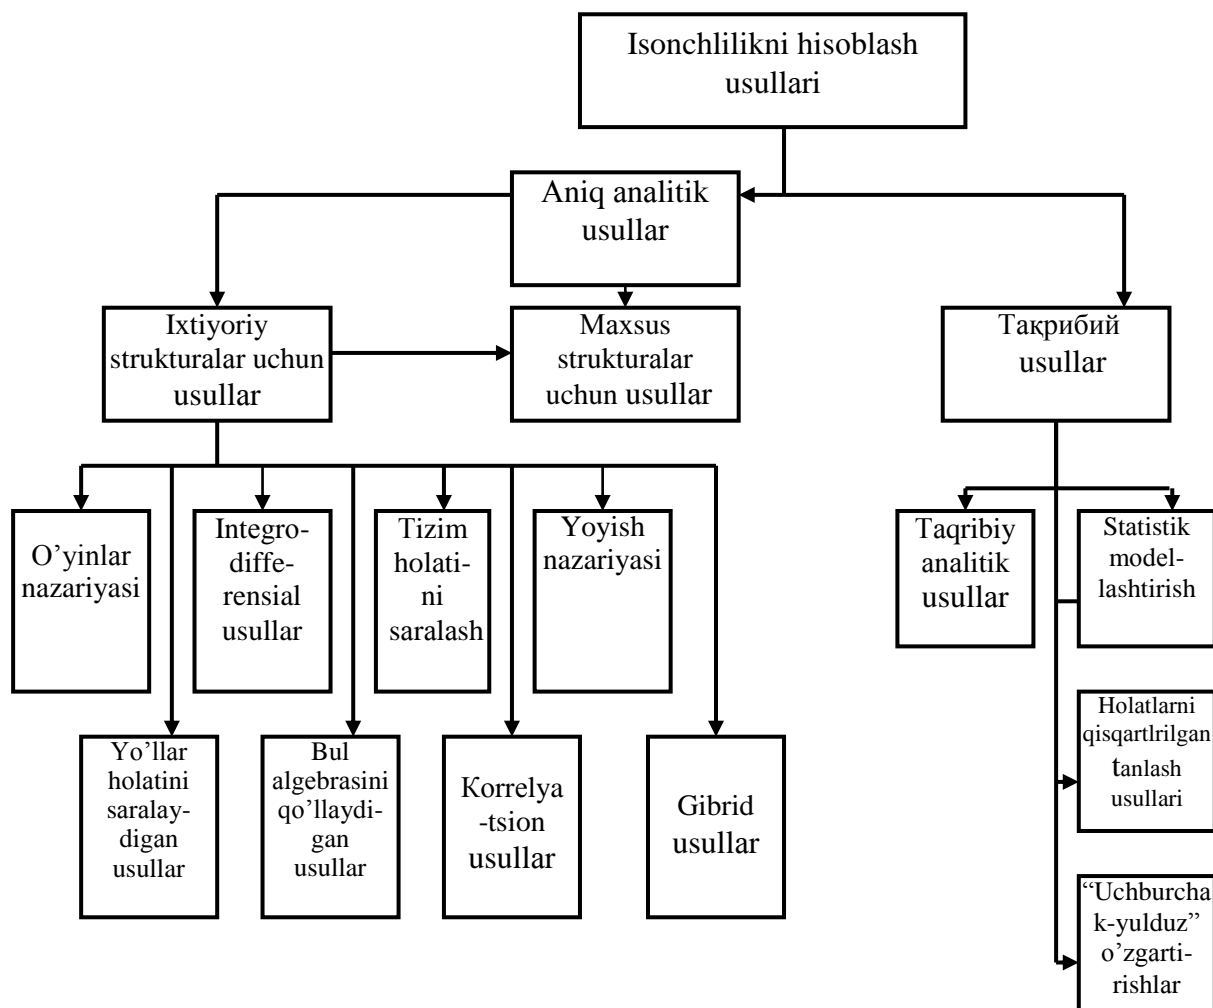 Isonchlilikni hisoblash
usullari
Aniq analitik
usullar
Ixtiyoriy
strukturalar uchun
usullar
Maxsus
strukturalar
uchun usullar
Тақрибий
usullar
O’yinlar
nazariyasi
Integro-
diffe-
rensial
usullar
Tizim
holati-
ni
saralash
Yoyish
nazariyasi
Taqribiy
analitik
usullar
Statistik
model-
lashtirish
Yo’llar
holatini
saralay-
digan
usullar
Bul
algebrasini
qo’llaydi-
gan
usullar
Korrelya
-tsion
usullar
Gibrid
usullar
Holatlarni
qisqartlrilgan
tanlash
usullari
“Uchburcha
k-yulduz”
o’zgarti-
rishlar